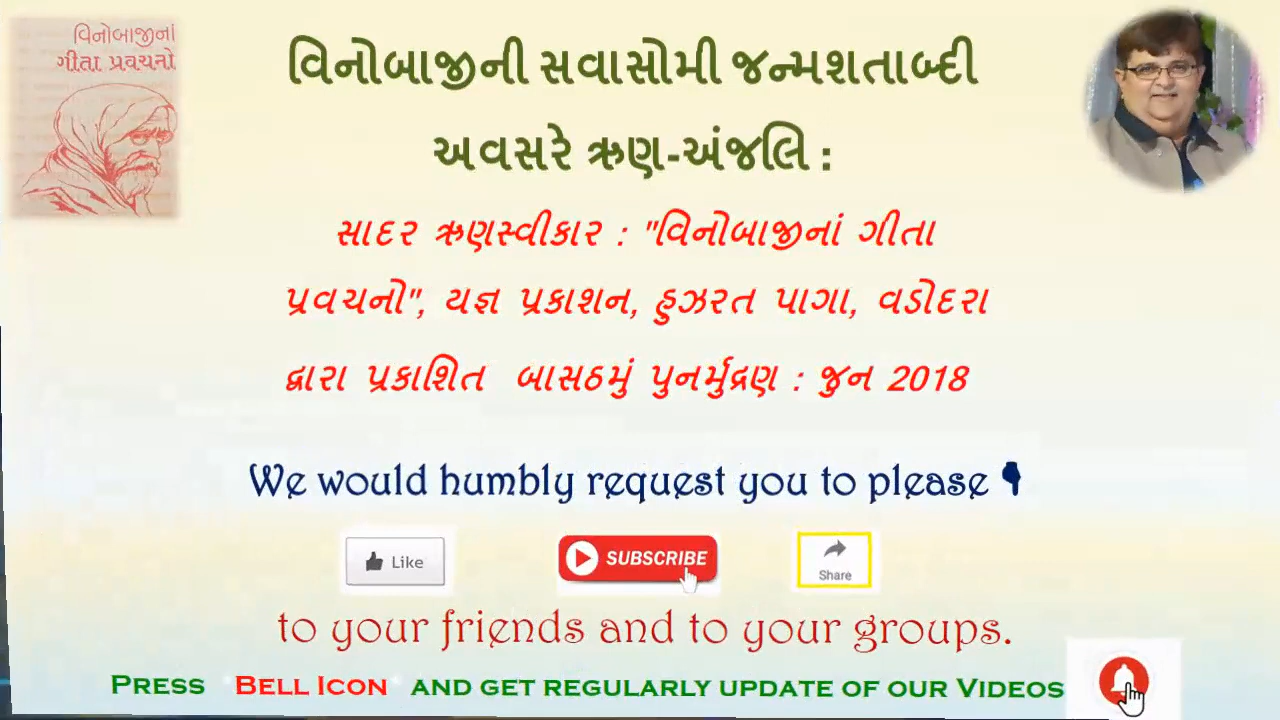 વિનોબાજીનાં
ગીતા પ્રવચનો
વિનોબાજીની સવાસોમી જન્મશતાબ્દી
અવસરે ઋણ-અંજલિ :
સાદર ઋણસ્વીકાર : "વિનોબાજીનાં ગીતા
પ્રવચનો", યજ્ઞ પ્રકાશન, હુઝરત પાગા, વડોદરા
દ્વારા પ્રકાશિત બાસઠમું પુનર્મુદ્રણ : જુન 2018
We would humbly request you to please 👇
Like
SUBSCRIBE
Share
to your friends and to your groups.
PRESS BELL ICON AND GET REGULARLY UPDATE OF OUR VIDEOS